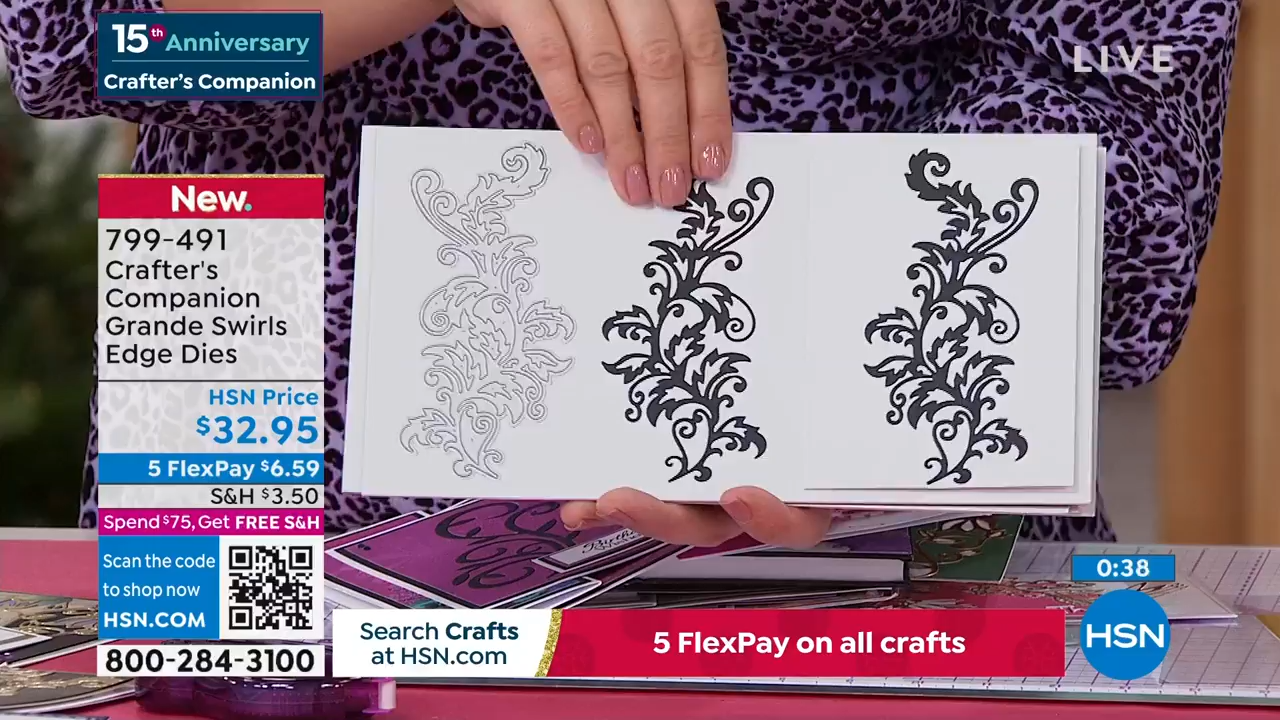 15th Anniversary
Crafter's Companion
LIVE
New.
799-491
Crafter's
Companion
Grande Swirls
Edge Dies
HSN Price
$32.95
5 FlexPay $6.59
S&H $3.50
Spend $75, Get FREE S&H
Scan the code
to shop now
HSN.COM
800-284-3100
Search Crafts
at HSN.com
5 FlexPay on all crafts
0:38
HSN